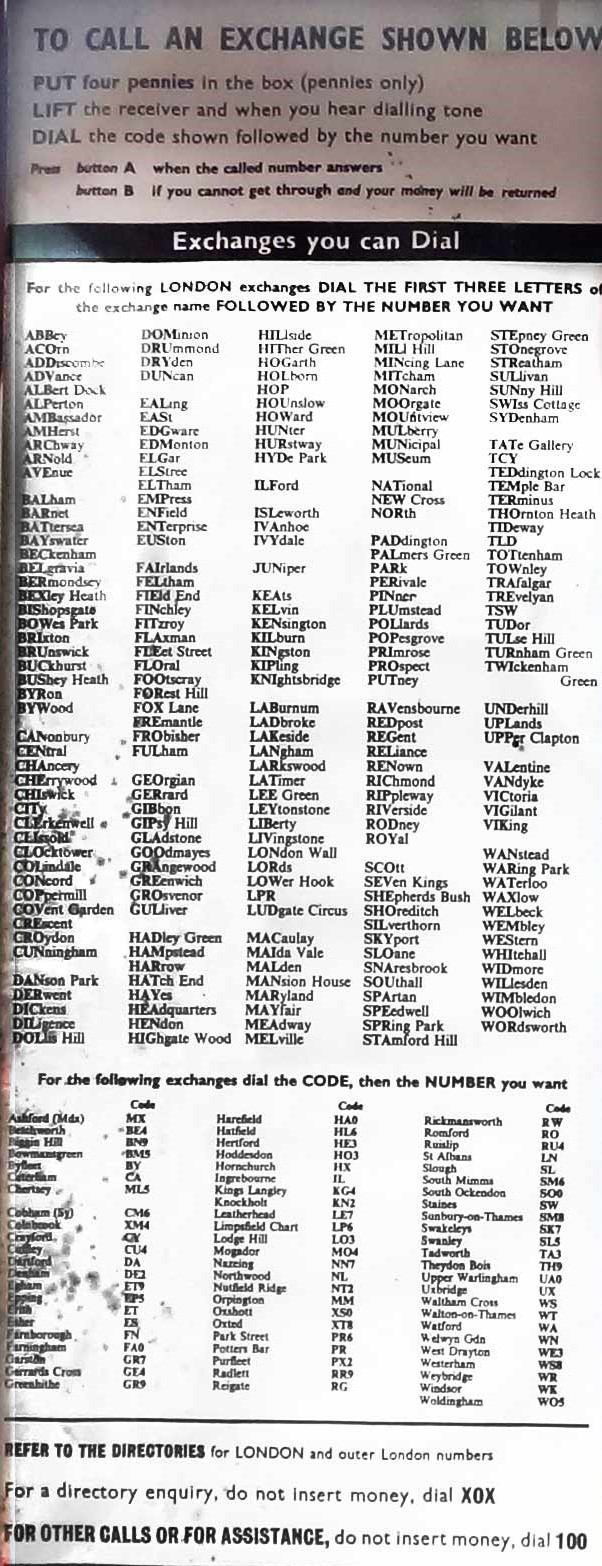 TO CALL AN EXCHANGE SHOWN BELOW
PUT four pennies in the box (pennies only)
LIFT the receiver and when you hear dialling tone
DIAL the code shown followed by the number you want
Press button A when the called number answers
button B if you cannot get through and your money will be returned
Exchanges you can Dial
For the following LONDON exchanges DIAL THE FIRST THREE LETTERS of
the exchange name FOLLOWED BY THE NUMBER YOU WANT
ABBey
ACOrn
ADDiscombe
ADVance
ALBert Dock
ALPerton
AMBassador
AMHerst
ARChway
ARNold
AVEnue
BALham
BARnet
BATtersea
BAYswater
BECkenham
BELgravia
BERmondsey
BEXley Heath
BIShopsgate
BOWes Park
BRIxton
BRUnswick
BUCkhurst
BUShey Heath
BYRon
BYWood
CANonbury
CENtral
CHAncery
CHErrywood
CHIswick
CITy
CLErkenwell
CLIssold
CLOcktower
COLindale
CONcord
COPpermill
COVent Garden
CREscent
CROydon
CUNningham
DANson Park
DERwent
DICkens
DILigence
DOLlis Hill
DOMinion
DRUmmond
DRYden
DUNcan
EALing
EASt
EDGware
EDMonton
ELGar
ELStree
ELTham
EMPress
ENField
ENTerprise
EUSton
FAIrlands
FELtham
FIEld End
FINchley
FITzroy
FLAxman
FLEet Street
FLOral
FOOtscray
FORest Hill
FOX Lane
FREmantle
FRObisher
FULham
GEOrgian
GERrard
GIBbon
GIPsy Hill
GLAdstone
GOOdmayes
GRAngewood
GREenwich
GROsvenor
GULliver
HADley Green
HAMpstead
HARrow
HATch End
HAYes
HEAdquarters
HENdon
HIGhgate Wood
HILlside
HITher Green
HOGarth
HOLborn
HOP
HOUnslow
HOWard
HUNter
HURstway
HYDe Park
ILFord
ISLeworth
IVAnhoe
IVYdale
JUNiper
KEAts
KELvin
KENsington
KILburn
KINgston
KIPling
KNIghtsbridge
LABurnum
LADbroke
LAKeside
LANgham
LARkswood
LATimer
LEE Green
LEYtonstone
LIBerty
LIVingstone
LONdon Wall
LORds
LOWer Hook
LPR
LUDgate Circus
MACaulay
MAIda Vale
MALden
MANsion House
MARyland
MAYfair
MEAdway
MELville
METropolitan
MILl Hill
MINcing Lane
MITcham
MONarch
MOOrgate
MOUntview
MULberry
MUNicipal
MUSeum
NATional
NEW Cross
NORth
PADdington
PALmers Green
PARk
PERivale
PINner
PLUmstead
POLlards
POPesgrove
PRImrose
PROspect
PUTney
RAVensbourne
REDpost
REGent
RELiance
RENown
RIChmond
RIPpleway
RIVerside
RODney
ROYal
SCOtt
SEVen Kings
SHEpherds Bush
SHOreditch
SILverthorn
SKYport
SLOane
SNAresbrook
SOUthall
SPArtan
SPEedwell
SPRing Park
STAmford Hill
STEpney Green
STOnegrove
STReatham
SULlivan
SUNny Hill
SWIss Cottage
SYDenham
TATe Gallery
TCY
TEDdington Lock
TEMple Bar
TERminus
THOrnton Heath
TIDeway
TLD
TOTtenham
TOWnley
TRAfalgar
TREvelyan
TSW
TUDor
TULse Hill
TURnham Green
TWIckenham
Green
UNDerhill
UPLands
UPPer Clapton
VALentine
VANdyke
VICtoria
VIGilant
VIKing
WANstead
WARing Park
WATerloo
WAXlow
WELbeck
WEMbley
WEStern
WHItehall
WIDmore
WILlesden
WIMbledon
WOOlwich
WORdsworth
For the following exchanges dial the CODE, then the NUMBER you want
Code
Ashford (Mdx) MX
Betchworth BE4
Biggin Hill BN9
Bowmansgreen BM5
Byfleet BY
Caterham CA
Chertsey ML5
Cobham (Sy) CM6
Colnbrook XM4
Crayford CY
Cuffley CU4
Dartford DA
Denham DE2
Egham ET9
Epping EP5
Erith ET
Esher ES
Farnborough FN
Farningham FA0
Garston GR7
Gerrards Cross GE4
Greenhithe GR9
Code
Harefield HA0
Hatfield HL6
Hertford HE3
Hoddesdon HO3
Hornchurch HX
Ingrebourne IL
Kings Langley KG4
Knockholt KN2
Leatherhead LE7
Limpsfield Chart LP6
Lodge Hill LO3
Mogador MO4
Nazeing NN7
Northwood NL
Nutfield Ridge NT2
Orpington MM
Oxshott XS0
Oxted XT8
Park Street PR6
Potters Bar PR
Purfleet PX2
Radlett RR9
Reigate RG
Code
Rickmansworth RW
Romford RO
Ruislip RU4
St Albans LN
Slough SL
South Mimms SM6
South Ockendon SO0
Staines SW
Sunbury-on-Thames SM8
Swakeleys SK7
Swanley SL5
Tadworth TA3
Theydon Bois TH9
Upper Warlingham UA0
Uxbridge UX
Waltham Cross WS
Walton-on-Thames WT
Watford WA
Welwyn Gdn WN
West Drayton WE3
Westerham WS8
Weybridge WR
Windsor WK
Woldingham WO5
REFER TO THE DIRECTORIES for LONDON and outer London numbers
For a directory enquiry, do not insert money, dial XOX
FOR OTHER CALLS OR FOR ASSISTANCE, do not insert money, dial 100